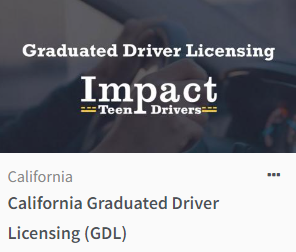 Graduated Driver Licensing
Impact
Teen Drivers
California
California Graduated Driver
Licensing (GDL)